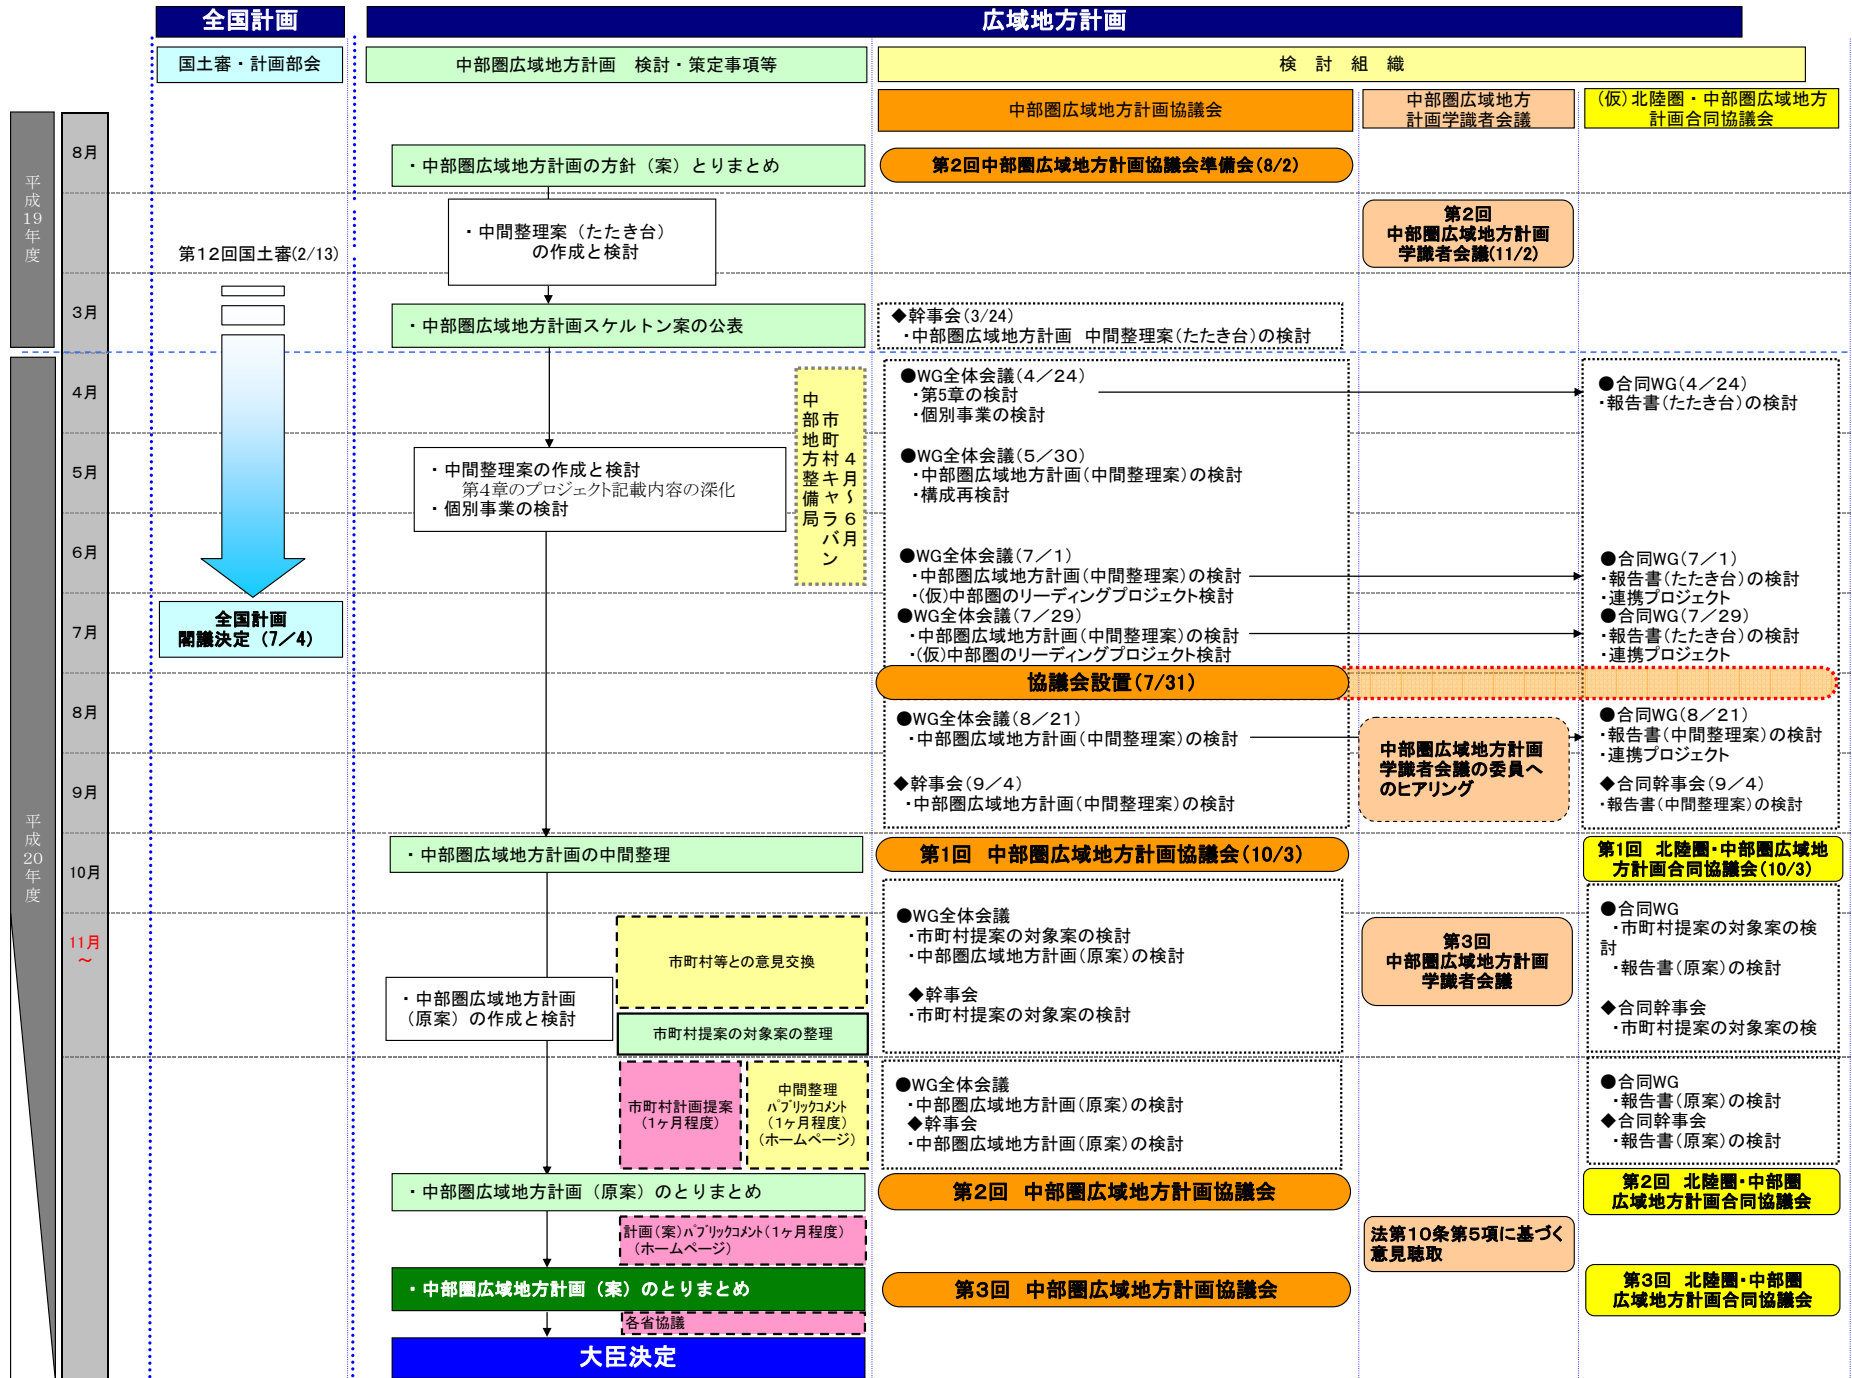 全国計画
広域地方計画
国土審・計画部会
中部圏広域地方計画　検討・策定事項等
検　討　組　織
中部圏広域地方計画協議会
中部圏広域地方
計画学識者会議
(仮)北陸圏・中部圏広域地方
計画合同協議会
平成19年度
8月
・中部圏広域地方計画の方針（案）とりまとめ
第2回中部圏広域地方計画協議会準備会(8/2)
・中間整理案（たたき台）
の作成と検討
第2回
中部圏広域地方計画
学識者会議(11/2)
第12回国土審(2/13)
3月
・中部圏広域地方計画スケルトン案の公表
◆幹事会(3/24)
・中部圏広域地方計画　中間整理案(たたき台)の検討
平成20年度
4月
5月
6月
7月
8月
9月
10月
11月
～
全国計画
閣議決定（7／4）
・中間整理案の作成と検討
第4章のプロジェクト記載内容の深化
・個別事業の検討
中部地方整備局
市町村キャラバン
4月～6月
●WG全体会議(4／24)
・第5章の検討
・個別事業の検討
●合同WG(4／24)
・報告書(たたき台)の検討
●WG全体会議(5／30)
・中部圏広域地方計画(中間整理案)の検討
・構成再検討
●WG全体会議(7／1)
・中部圏広域地方計画(中間整理案)の検討
・(仮)中部圏のリーディングプロジェクト検討
●合同WG(7／1)
・報告書(たたき台)の検討
・連携プロジェクト
●WG全体会議(7／29)
・中部圏広域地方計画(中間整理案)の検討
・(仮)中部圏のリーディングプロジェクト検討
●合同WG(7／29)
・報告書(たたき台)の検討
・連携プロジェクト
協議会設置(7/31)
●WG全体会議(8／21)
・中部圏広域地方計画(中間整理案)の検討
中部圏広域地方計画
学識者会議の委員へ
のヒアリング
●合同WG(8／21)
・報告書(中間整理案)の検討
・連携プロジェクト
◆幹事会(9／4)
・中部圏広域地方計画(中間整理案)の検討
◆合同幹事会(9／4)
・報告書(中間整理案)の検討
・中部圏広域地方計画の中間整理
第1回　中部圏広域地方計画協議会(10/3)
第1回　北陸圏・中部圏広域地
方計画合同協議会(10/3)
市町村等との意見交換
・中部圏広域地方計画
（原案）の作成と検討
市町村提案の対象案の整理
●WG全体会議
・市町村提案の対象案の検討
・中部圏広域地方計画(原案)の検討
◆幹事会
・市町村提案の対象案の検討
第3回
中部圏広域地方計画
学識者会議
●合同WG
・市町村提案の対象案の検
討
・報告書(原案)の検討
◆合同幹事会
・市町村提案の対象案の検
市町村計画提案
(1ヶ月程度)
中間整理
ﾊﾟﾌﾞﾘｯｸｺﾒﾝﾄ
(1ヶ月程度)
(ホームページ)
●WG全体会議
・中部圏広域地方計画(原案)の検討
◆幹事会
・中部圏広域地方計画(原案)の検討
●合同WG
・報告書(原案)の検討
◆合同幹事会
・報告書(原案)の検討
・中部圏広域地方計画（原案）のとりまとめ
第2回　中部圏広域地方計画協議会
第2回　北陸圏・中部圏
広域地方計画合同協議会
計画(案)ﾊﾟﾌﾞﾘｯｸｺﾒﾝﾄ(1ヶ月程度)
(ホームページ)
法第10条第5項に基づく
意見聴取
・中部圏広域地方計画（案）のとりまとめ
第3回　中部圏広域地方計画協議会
第3回　北陸圏・中部圏
広域地方計画合同協議会
各省協議
大臣決定